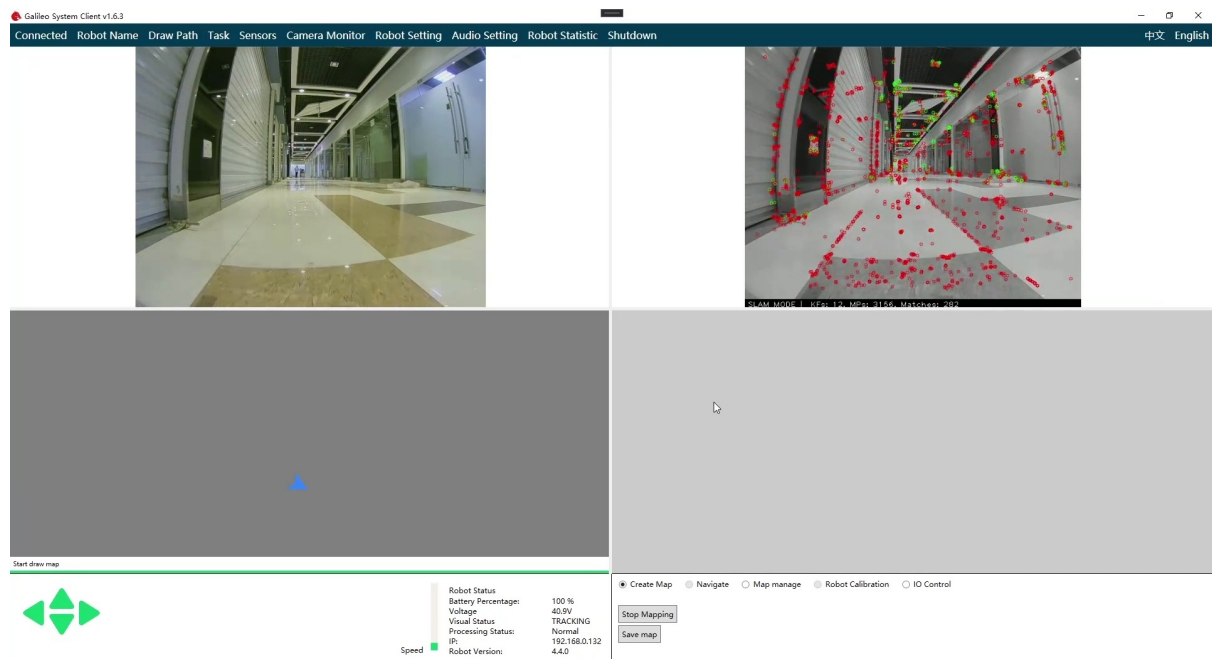 Galileo System Client v1.6.3
Connected Robot Name Draw Path Task Sensors Camera Monitor Robot Setting Audio Setting Robot Statistic Shutdown 中文 English
SLAM MODE | KFs: 12, MPs: 3156, Matches: 282
Start draw map
Robot Status
Battery Percentage: 100 %
Voltage 40.9V
Visual Status TRACKING
Processing Status: Normal
IP: 192.168.0.132
Robot Version: 4.4.0
Speed
Create Map Navigate Map manage Robot Calibration IO Control
Stop Mapping
Save map